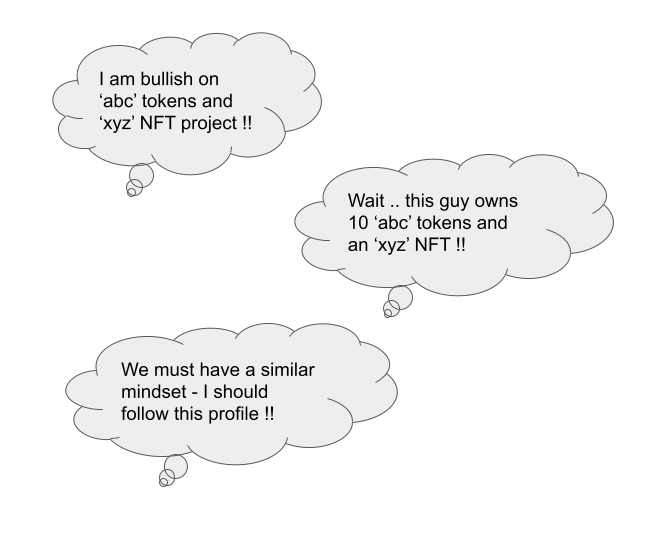 I am bullish on
‘abc’ tokens and
‘xyz’ NFT project !!
Wait .. this guy owns
10 ‘abc’ tokens and
an ‘xyz’ NFT !!
We must have a similar
mindset - I should
follow this profile !!